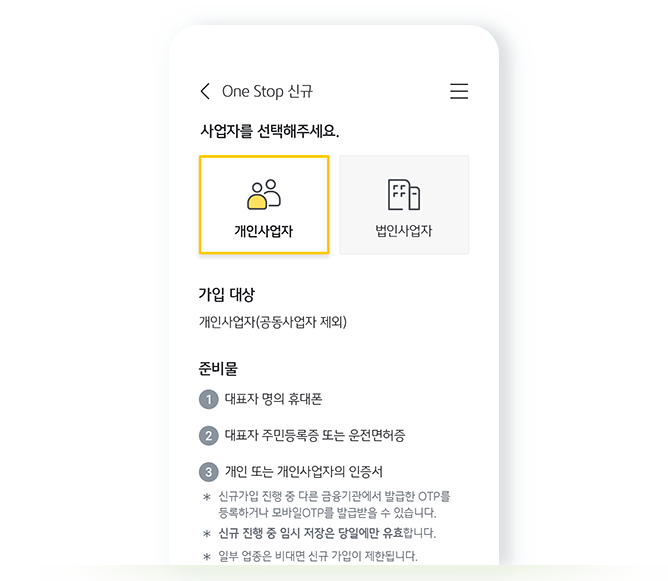 One Stop 신규
사업자를 선택해주세요.
개인사업자
법인사업자
가입 대상
개인사업자(공동사업자 제외)
준비물
1 대표자 명의 휴대폰
2 대표자 주민등록증 또는 운전면허증
3 개인 또는 개인사업자의 인증서
* 신규가입 진행 중 다른 금융기관에서 발급한 OTP를
등록하거나 모바일OTP를 발급받을 수 있습니다.
* 신규 진행 중 임시 저장은 당일에만 유효합니다.
* 일부 업종은 비대면 신규 가입이 제한됩니다.